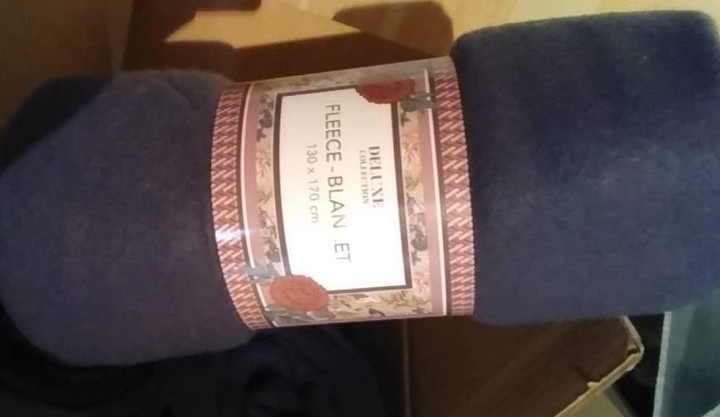 DELUXE
COLLECTION
FLEECE-BLAN ET
130 x 170 cm